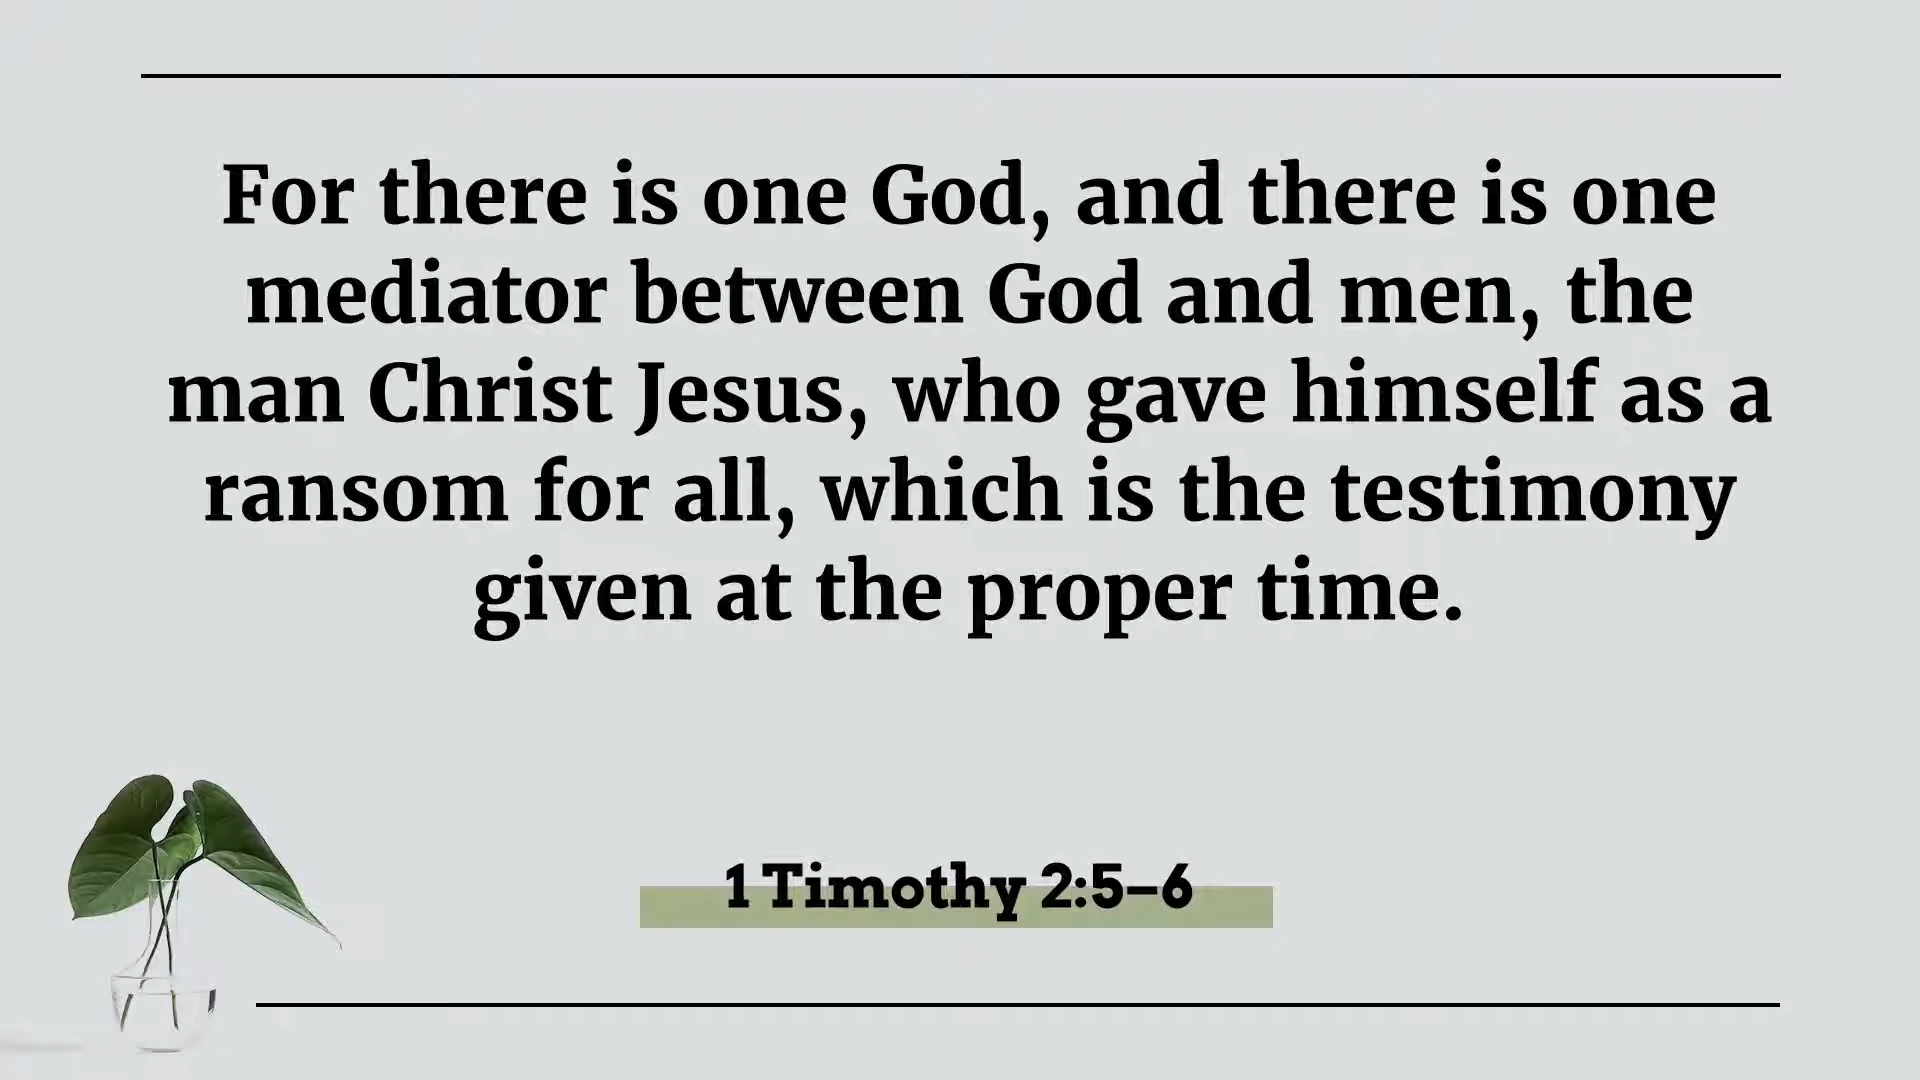 For there is one God, and there is one
mediator between God and men, the
man Christ Jesus, who gave himself as a
ransom for all, which is the testimony
given at the proper time.
1 Timothy 2:5–6